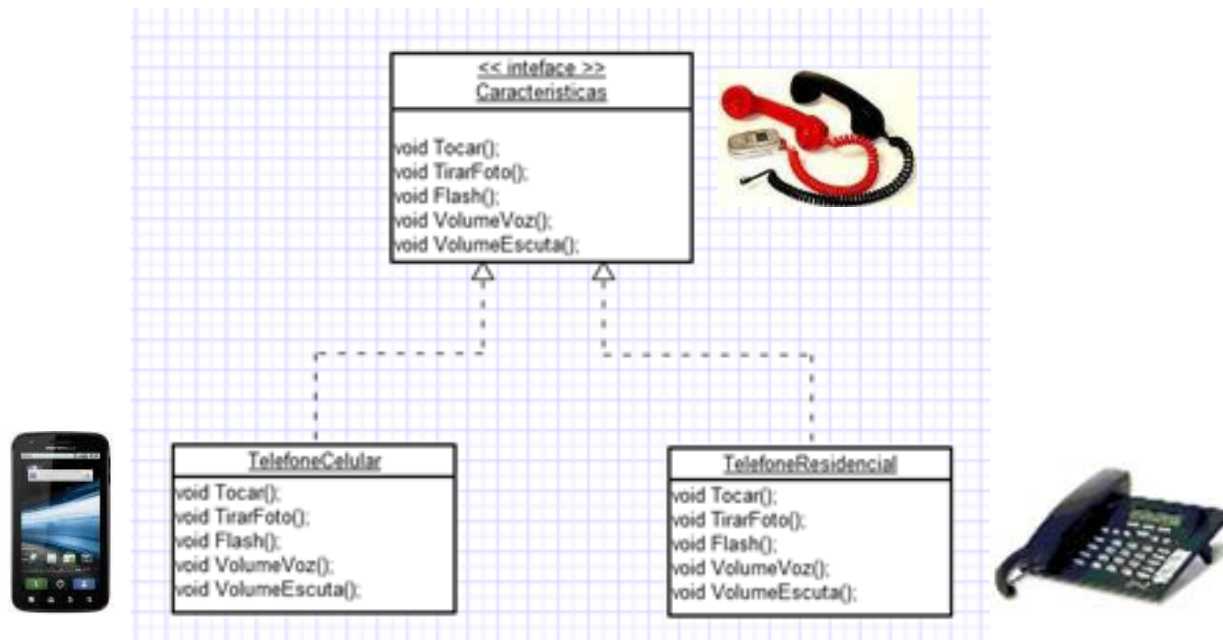 << inteface >>
Caracteristicas
void Tocar();
void TirarFoto();
void Flash();
void VolumeVoz();
void VolumeEscuta();
TelefoneCelular
void Tocar();
void TirarFoto();
void Flash();
void VolumeVoz();
void VolumeEscuta();
TelefoneResidencial
void Tocar();
void TirarFoto();
void Flash();
void VolumeVoz();
void VolumeEscuta();